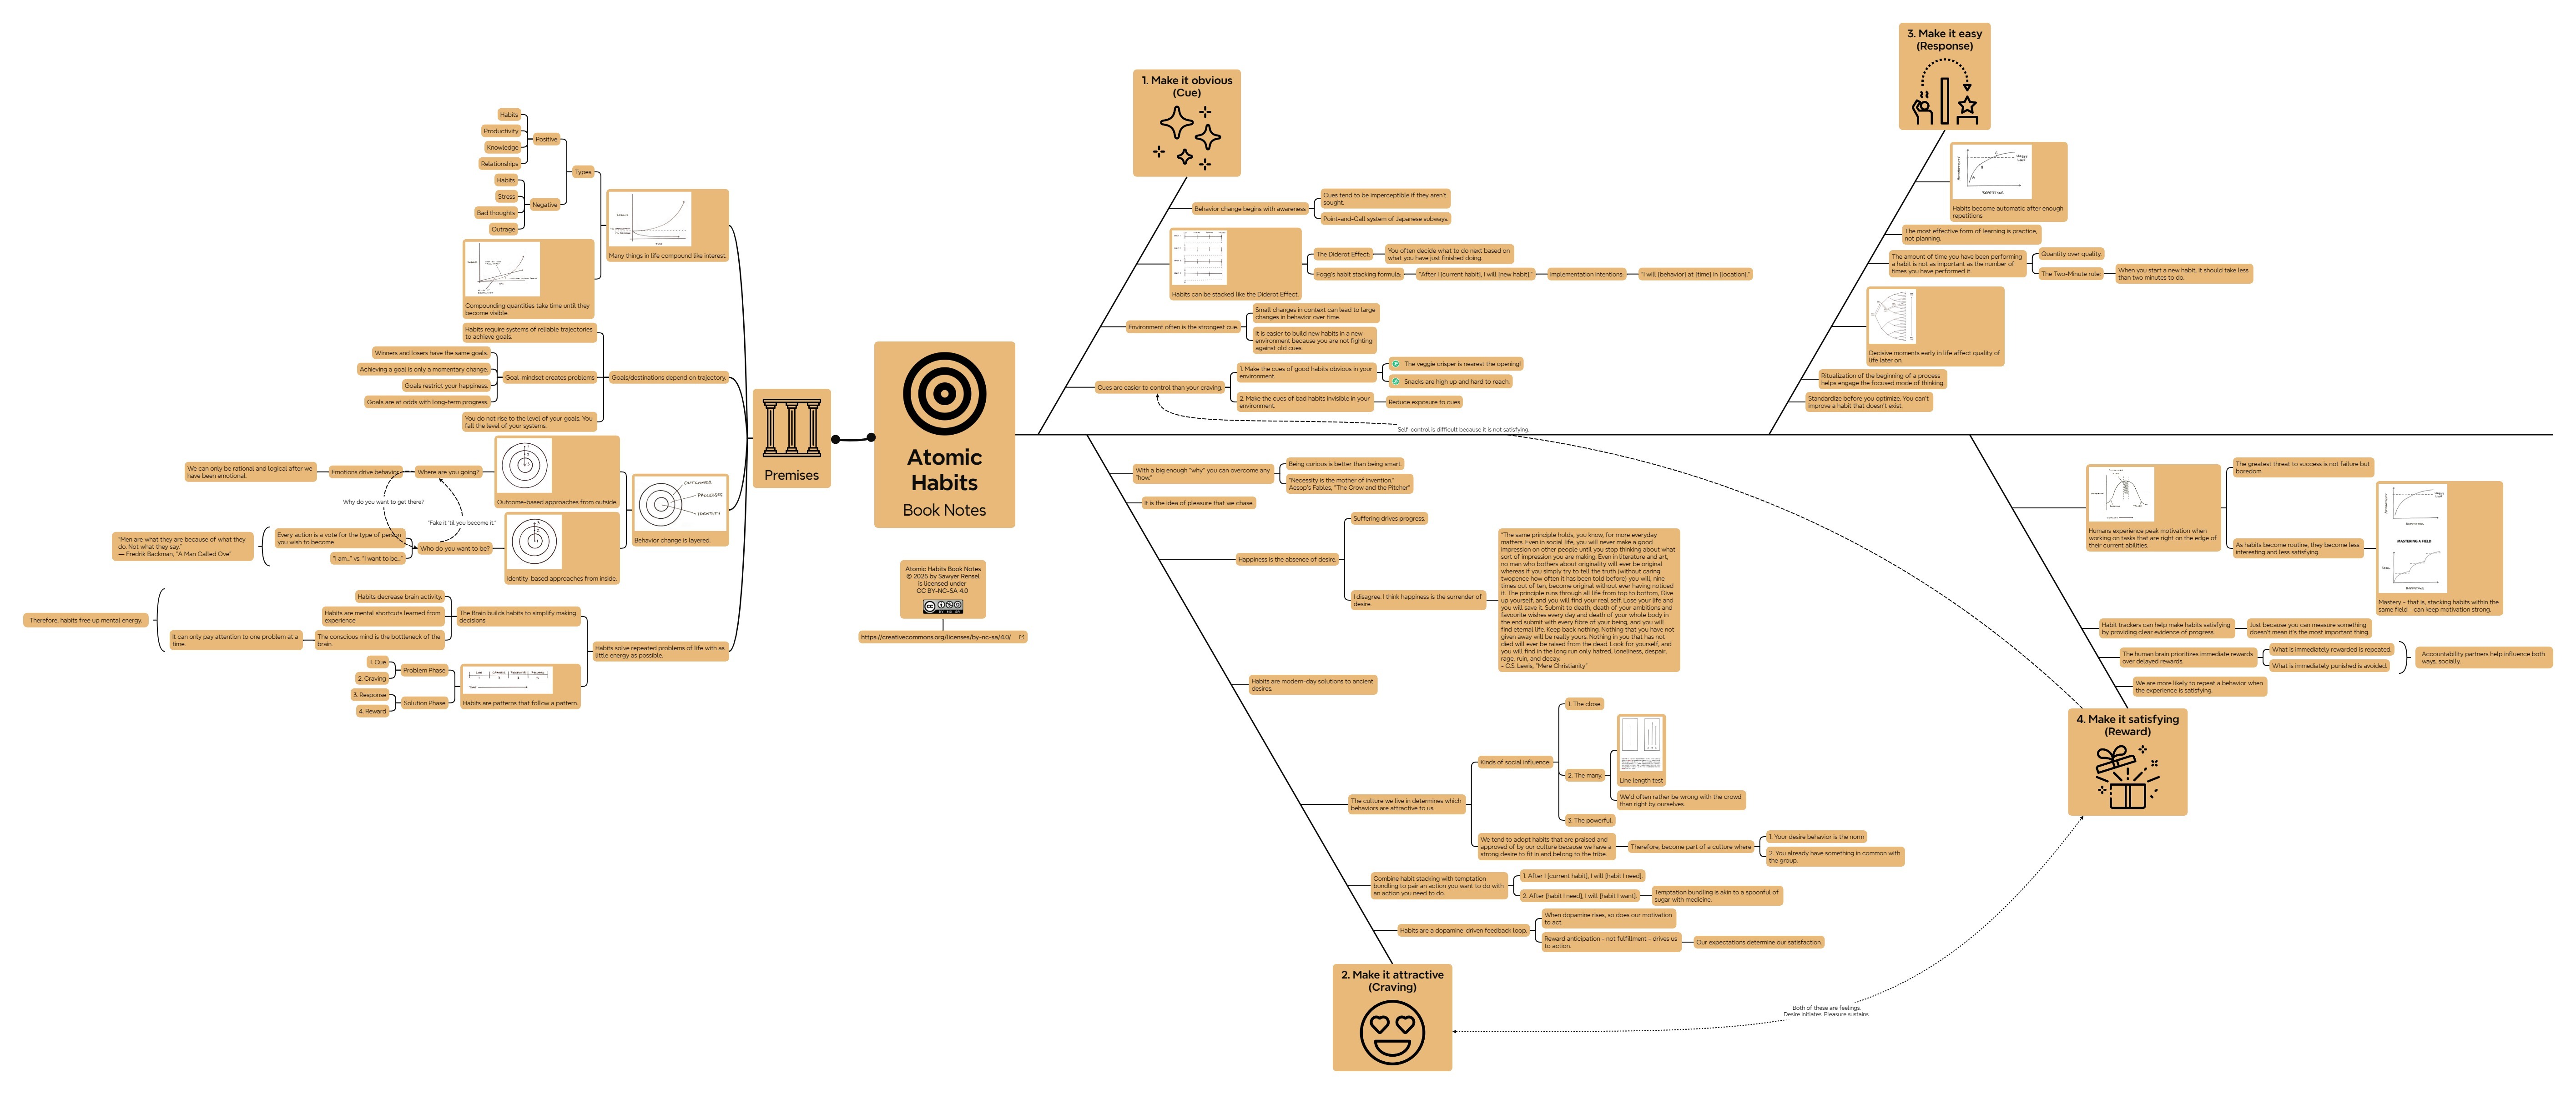 Atomic
Habits
Book Notes
Atomic Habits Book Notes
© 2025 by Sawyer Rensel
is licensed under
CC BY-NC-SA 4.0
https://creativecommons.org/licenses/by-nc-sa/4.0/
Premises
Many things in life compound like interest.
Types
Positive
Habits
Productivity
Knowledge
Relationships
Negative
Habits
Stress
Bad thoughts
Outrage
Compounding quantities take time until they
become visible.
Goals/destinations depend on trajectory.
Habits require systems of reliable trajectories
to achieve goals.
Goal-mindset creates problems
Winners and losers have the same goals.
Achieving a goal is only a momentary change.
Goals restrict your happiness.
Goals are at odds with long-term progress.
You do not rise to the level of your goals. You
fall the level of your systems.
OUTCOMES
PROCESSES
IDENTITY
Behavior change is layered.
Outcome-based approaches from outside.
Where are you going?
Emotions drive behavior
We can only be rational and logical after we
have been emotional.
Why do you want to get there?
"Fake it 'til you become it."
Identity-based approaches from inside.
Who do you want to be?
Every action is a vote for the type of person
you wish to become
"I am..." vs. "I want to be..."
"Men are what they are because of what they
do. Not what they say."
— Fredrik Backman, "A Man Called Ove"
Habits solve repeated problems of life with as
little energy as possible.
The Brain builds habits to simplify making
decisions
Habits decrease brain activity.
Habits are mental shortcuts learned from
experience
The conscious mind is the bottleneck of the
brain.
It can only pay attention to one problem at a
time.
Therefore, habits free up mental energy.
Habits are patterns that follow a pattern.
Problem Phase
1. Cue
2. Craving
Solution Phase
3. Response
4. Reward
1. Make it obvious
(Cue)
Behavior change begins with awareness
Cues tend to be imperceptible if they aren't
sought.
Point-and-Call system of Japanese subways.
Habits can be stacked like the Diderot Effect.
The Diderot Effect:
You often decide what to do next based on
what you have just finished doing.
Fogg's habit stacking formula:
"After I [current habit], I will [new habit]."
Implementation Intentions:
"I will [behavior] at [time] in [location]."
Environment often is the strongest cue.
Small changes in context can lead to large
changes in behavior over time.
It is easier to build new habits in a new
environment because you are not fighting
against old cues.
Cues are easier to control than your craving.
1. Make the cues of good habits obvious in your
environment.
The veggie crisper is nearest the opening!
Snacks are high up and hard to reach.
2. Make the cues of bad habits invisible in your
environment.
Reduce exposure to cues
Self-control is difficult because it is not satisfying.
2. Make it attractive
(Craving)
With a big enough "why" you can overcome any
"how."
Being curious is better than being smart.
"Necessity is the mother of invention."
Aesop's Fables, "The Crow and the Pitcher"
It is the idea of pleasure that we chase.
Happiness is the absence of desire.
Suffering drives progress.
I disagree. I think happiness is the surrender of
desire.
"The same principle holds, you know, for more everyday
matters. Even in social life, you will never make a good
impression on other people until you stop thinking about what
sort of impression you are making. Even in literature and art,
no man who bothers about originality will ever be original
whereas if you simply try to tell the truth (without caring
twopence how often it has been told before) you will, nine
times out of ten, become original without ever having noticed
it. The principle runs through all life from top to bottom, Give
up yourself, and you will find your real self. Lose your life and
you will save it. Submit to death, death of your ambitions and
favourite wishes every day and death of your whole body in
the end submit with every fibre of your being, and you will
find eternal life. Keep back nothing. Nothing that you have not
given away will be really yours. Nothing in you that has not
died will ever be raised from the dead. Look for yourself, and
you will find in the long run only hatred, loneliness, despair,
rage, ruin, and decay.
- C.S. Lewis, "Mere Christianity"
Habits are modern-day solutions to ancient
desires.
The culture we live in determines which
behaviors are attractive to us.
Kinds of social influence:
1. The close.
2. The many.
Line length test
We'd often rather be wrong with the crowd
than right by ourselves.
3. The powerful.
We tend to adopt habits that are praised and
approved of by our culture because we have a
strong desire to fit in and belong to the tribe.
Therefore, become part of a culture where
1. Your desire behavior is the norm
2. You already have something in common with
the group.
Combine habit stacking with temptation
bundling to pair an action you want to do with
an action you need to do.
1. After I [current habit], I will [habit I need].
2. After [habit I need], I will [habit I want].
Temptation bundling is akin to a spoonful of
sugar with medicine.
Habits are a dopamine-driven feedback loop.
When dopamine rises, so does our motivation
to act.
Reward anticipation - not fulfillment - drives us
to action.
Our expectations determine our satisfaction.
Both of these are feelings.
Desire initiates. Pleasure sustains.
3. Make it easy
(Response)
Habits become automatic after enough
repetitions
The most effective form of learning is practice,
not planning.
The amount of time you have been performing
a habit is not as important as the number of
times you have performed it.
Quantity over quality.
The Two-Minute rule:
When you start a new habit, it should take less
than two minutes to do.
Decisive moments early in life affect quality of
life later on.
Ritualization of the beginning of a process
helps engage the focused mode of thinking.
Standardize before you optimize. You can't
improve a habit that doesn't exist.
4. Make it satisfying
(Reward)
Humans experience peak motivation when
working on tasks that are right on the edge of
their current abilities.
The greatest threat to success is not failure but
boredom.
As habits become routine, they become less
interesting and less satisfying.
MASTERING A FIELD
Mastery - that is, stacking habits within the
same field - can keep motivation strong.
Habit trackers can help make habits satisfying
by providing clear evidence of progress.
Just because you can measure something
doesn't mean it's the most important thing.
The human brain prioritizes immediate rewards
over delayed rewards.
What is immediately rewarded is repeated.
What is immediately punished is avoided.
Accountability partners help influence both
ways, socially.
We are more likely to repeat a behavior when
the experience is satisfying.